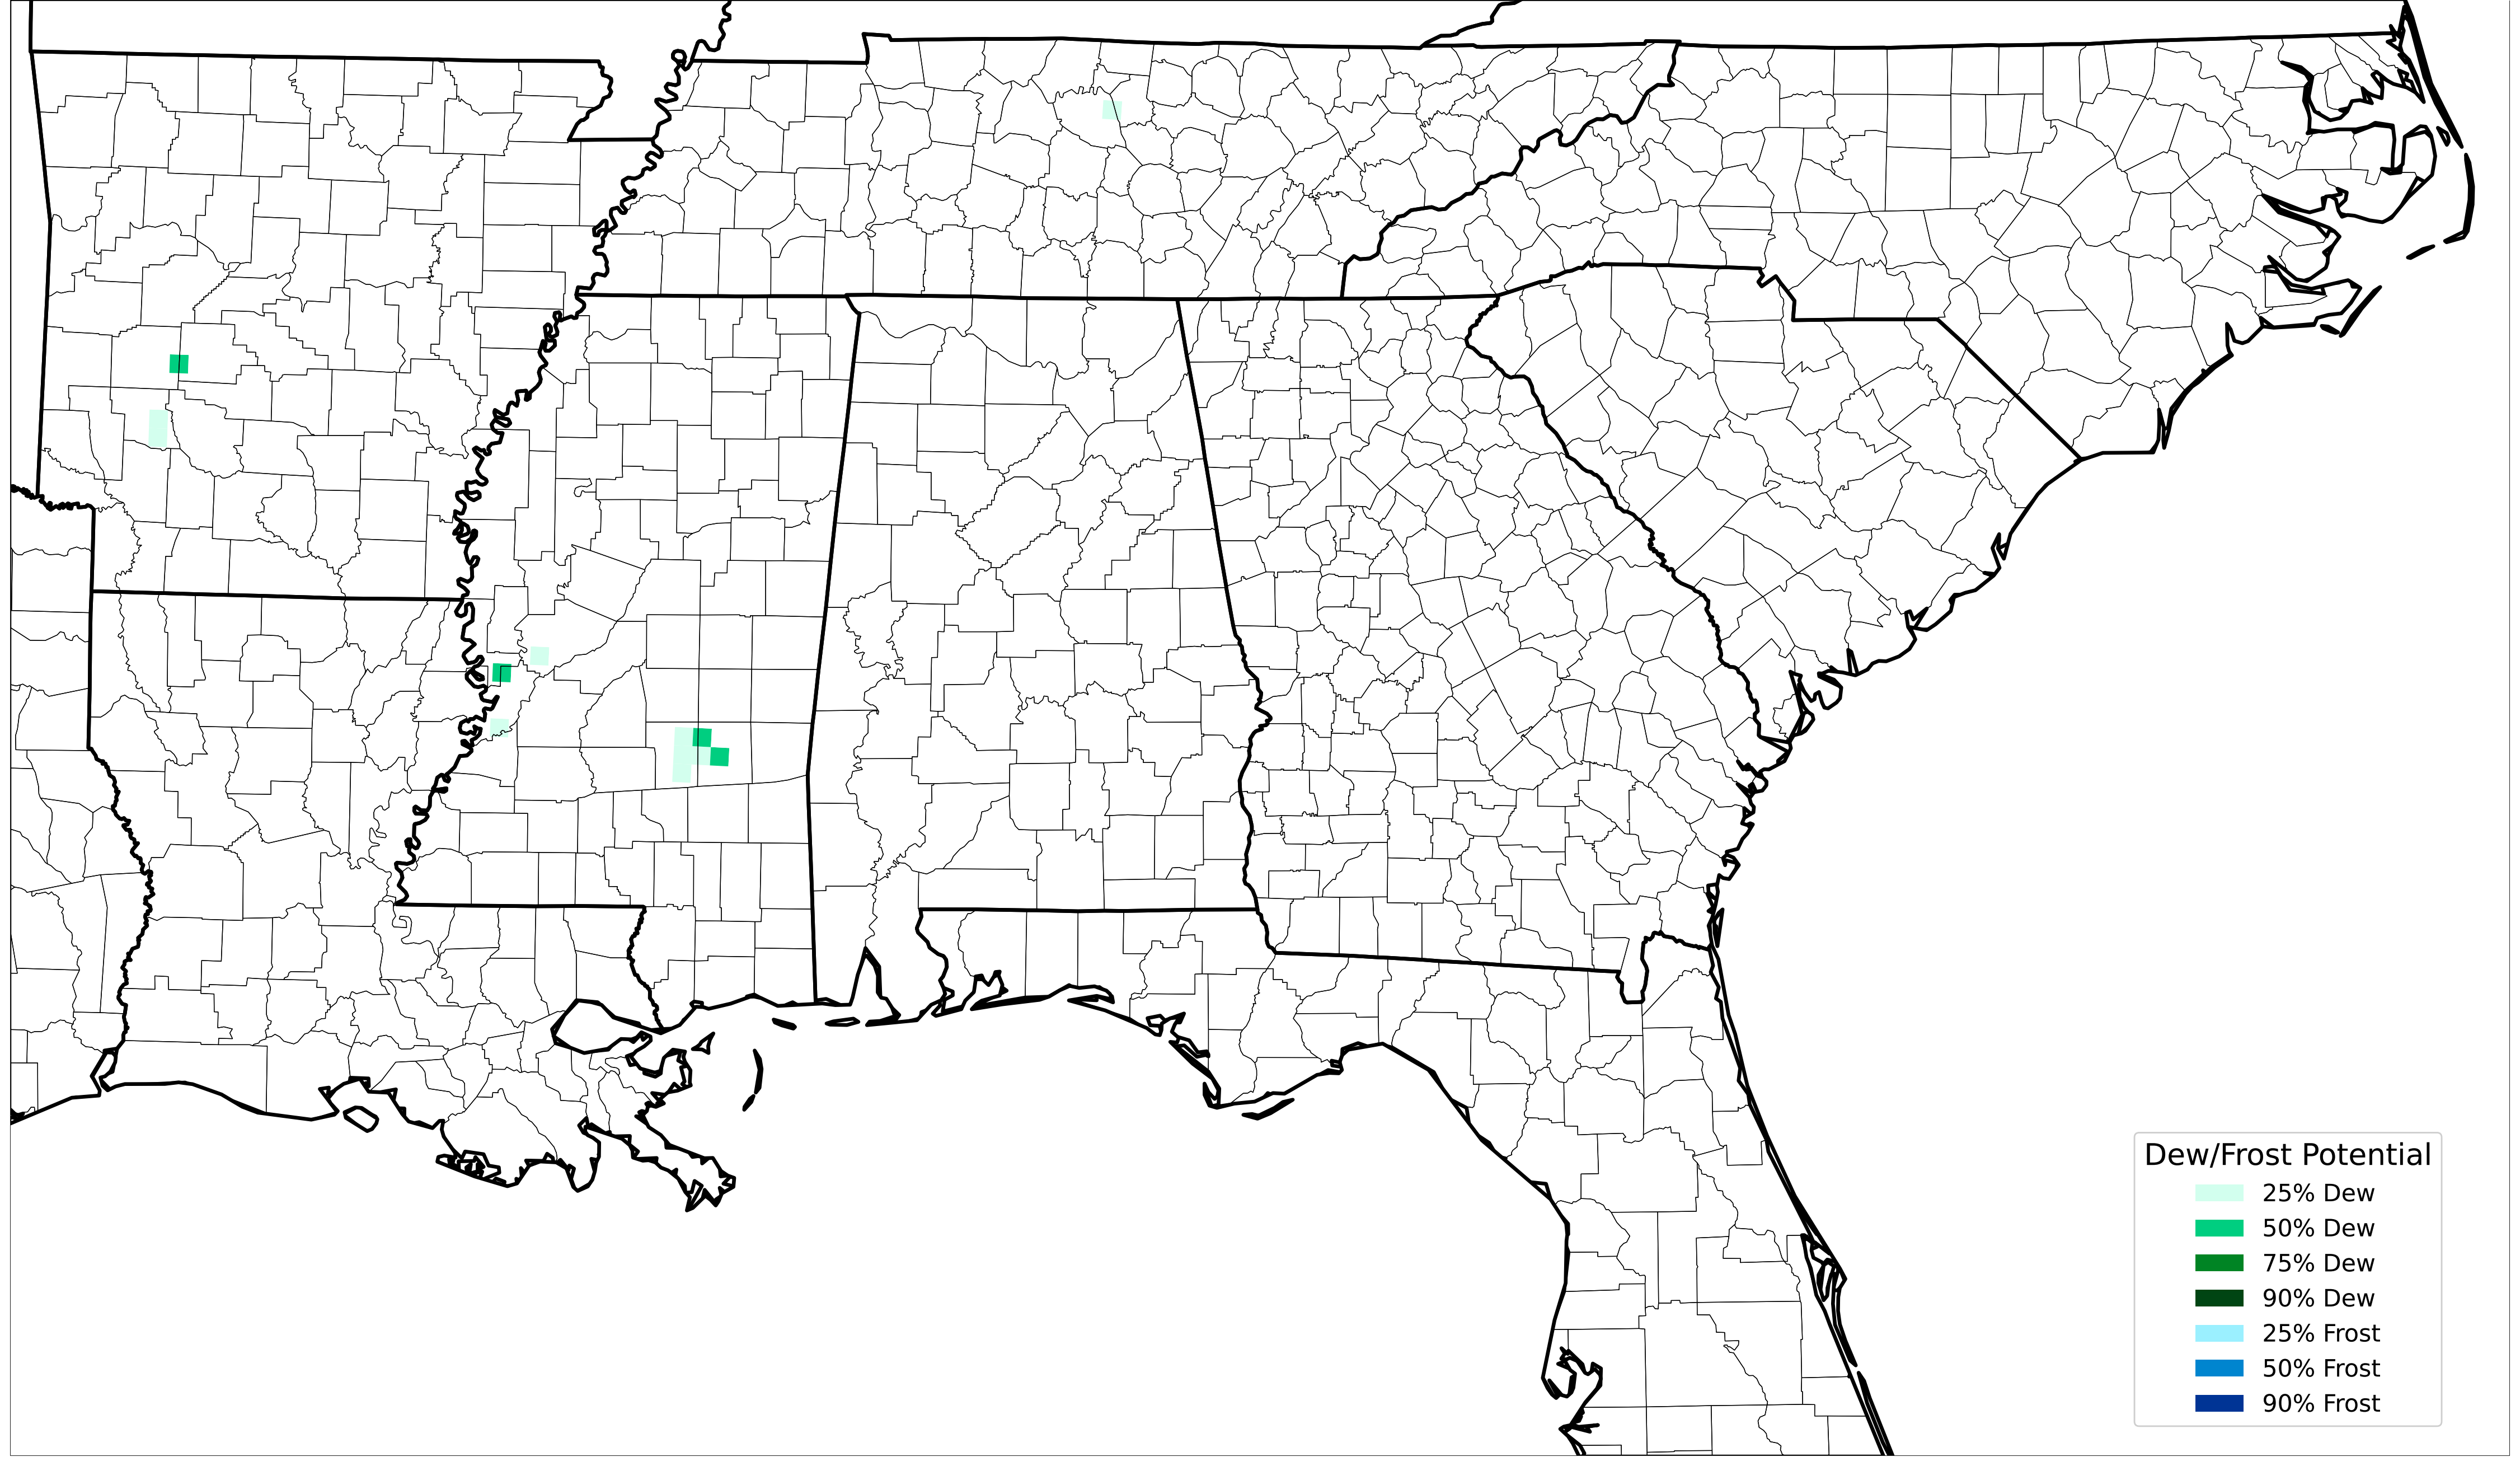 Dew/Frost Potential
25% Dew
50% Dew
75% Dew
90% Dew
25% Frost
50% Frost
90% Frost